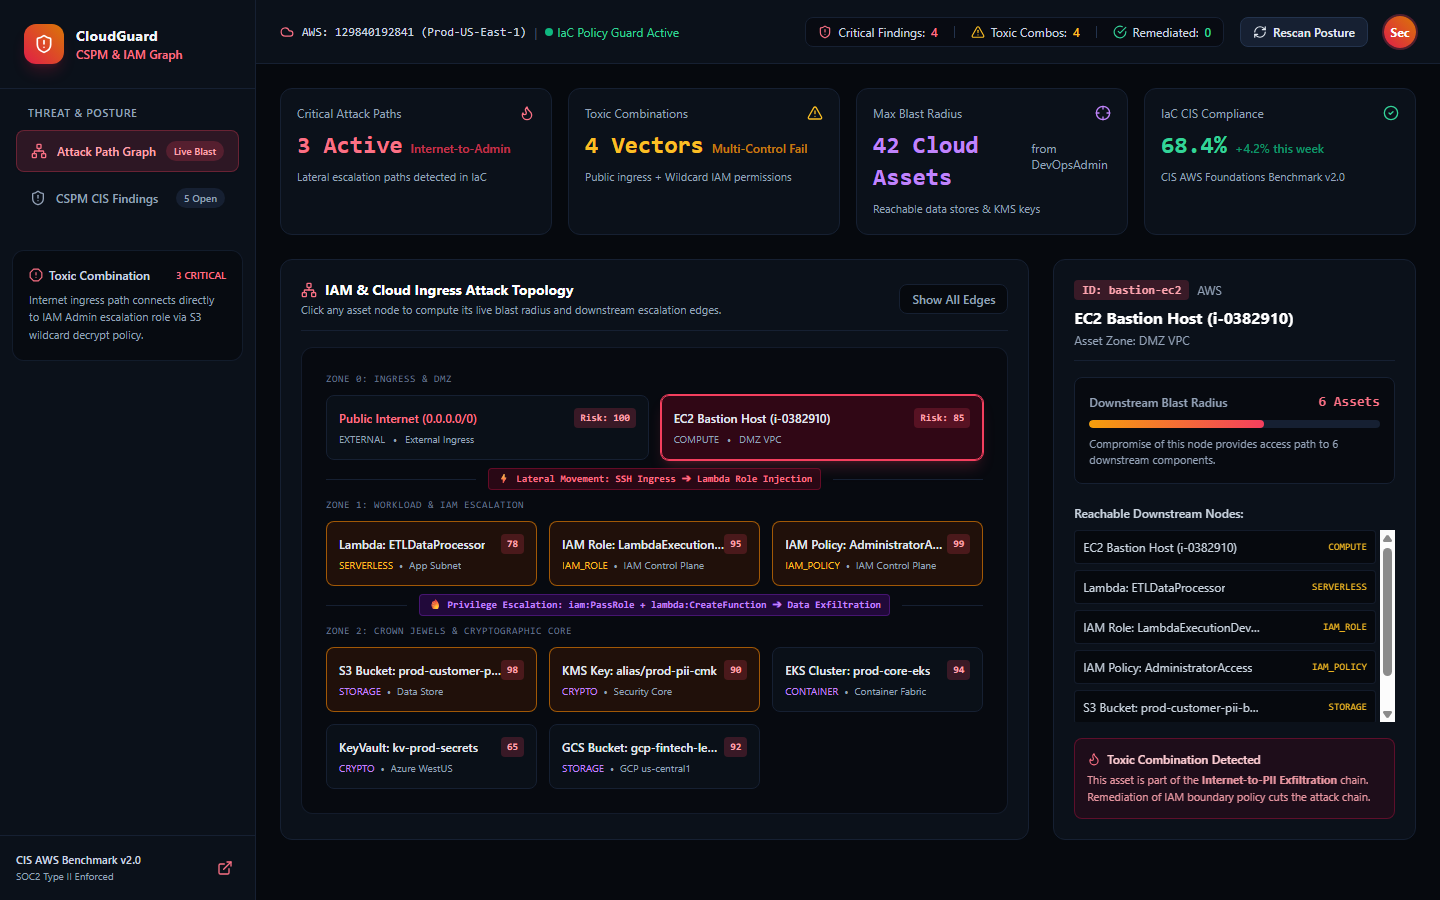 CloudGuard
CSPM & IAM Graph
THREAT & POSTURE
Attack Path Graph
Live Blast
CSPM CIS Findings
5 Open
Toxic Combination
3 CRITICAL
Internet ingress path connects directly
to IAM Admin escalation role via S3
wildcard decrypt policy.
CIS AWS Benchmark v2.0
SOC2 Type II Enforced
AWS: 129840192841 (Prod-US-East-1) | IaC Policy Guard Active
Critical Findings: 4
Toxic Combos: 4
Remediated: 0
Rescan Posture
Sec
Critical Attack Paths
3 Active Internet-to-Admin
Lateral escalation paths detected in IaC
Toxic Combinations
4 Vectors Multi-Control Fail
Public ingress + Wildcard IAM permissions
Max Blast Radius
42 Cloud
Assets
from
DevOpsAdmin
Reachable data stores & KMS keys
IaC CIS Compliance
68.4% +4.2% this week
CIS AWS Foundations Benchmark v2.0
IAM & Cloud Ingress Attack Topology
Click any asset node to compute its live blast radius and downstream escalation edges.
Show All Edges
ZONE 0: INGRESS & DMZ
Public Internet (0.0.0.0/0)
Risk: 100
EXTERNAL • External Ingress
EC2 Bastion Host (i-0382910)
Risk: 85
COMPUTE • DMZ VPC
Lateral Movement: SSH Ingress ➔ Lambda Role Injection
ZONE 1: WORKLOAD & IAM ESCALATION
Lambda: ETLDataProcessor
78
SERVERLESS • App Subnet
IAM Role: LambdaExecution...
95
IAM_ROLE • IAM Control Plane
IAM Policy: AdministratorA...
99
IAM_POLICY • IAM Control Plane
Privilege Escalation: iam:PassRole + lambda:CreateFunction ➔ Data Exfiltration
ZONE 2: CROWN JEWELS & CRYPTOGRAPHIC CORE
S3 Bucket: prod-customer-p...
98
STORAGE • Data Store
KMS Key: alias/prod-pii-cmk
90
CRYPTO • Security Core
EKS Cluster: prod-core-eks
94
CONTAINER • Container Fabric
KeyVault: kv-prod-secrets
65
CRYPTO • Azure WestUS
GCS Bucket: gcp-fintech-le...
92
STORAGE • GCP us-central1
ID: bastion-ec2
AWS
EC2 Bastion Host (i-0382910)
Asset Zone: DMZ VPC
Downstream Blast Radius
6 Assets
Compromise of this node provides access path to 6
downstream components.
Reachable Downstream Nodes:
EC2 Bastion Host (i-0382910)
COMPUTE
Lambda: ETLDataProcessor
SERVERLESS
IAM Role: LambdaExecutionDev...
IAM_ROLE
IAM Policy: AdministratorAccess
IAM_POLICY
S3 Bucket: prod-customer-pii-b...
STORAGE
Toxic Combination Detected
This asset is part of the Internet-to-PII Exfiltration chain.
Remediation of IAM boundary policy cuts the attack chain.